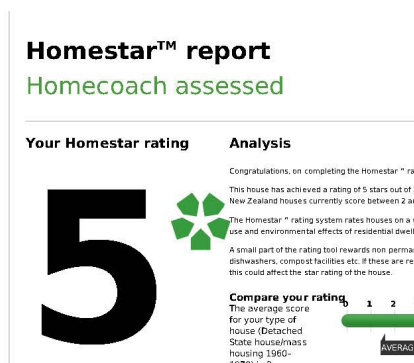 Homestar™ report
Homecoach assessed
Your Homestar rating
5
Analysis
Congratulations, on completing the Homestar ™
This house has achieved a rating of 5 stars out of
New Zealand houses currently score between 2
The Homestar ™ rating system rates houses on a
use and environmental effects of residential
A small part of the rating tool rewards non
dishwashers, compost facilities etc. If these are
this could affect the star rating of the house.
Compare your rating
The average score
for your type of
house (Detached
State house/mass
housing 1960–
0 1 2
AVERAG